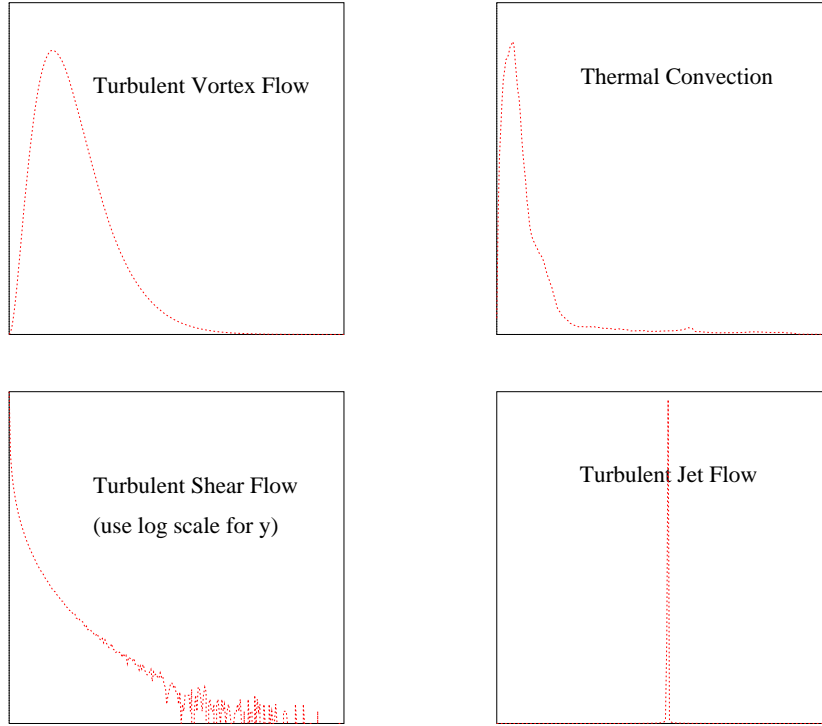 Turbulent Vortex Flow
Thermal Convection
Turbulent Shear Flow
(use log scale for y)
Turbulent Jet Flow